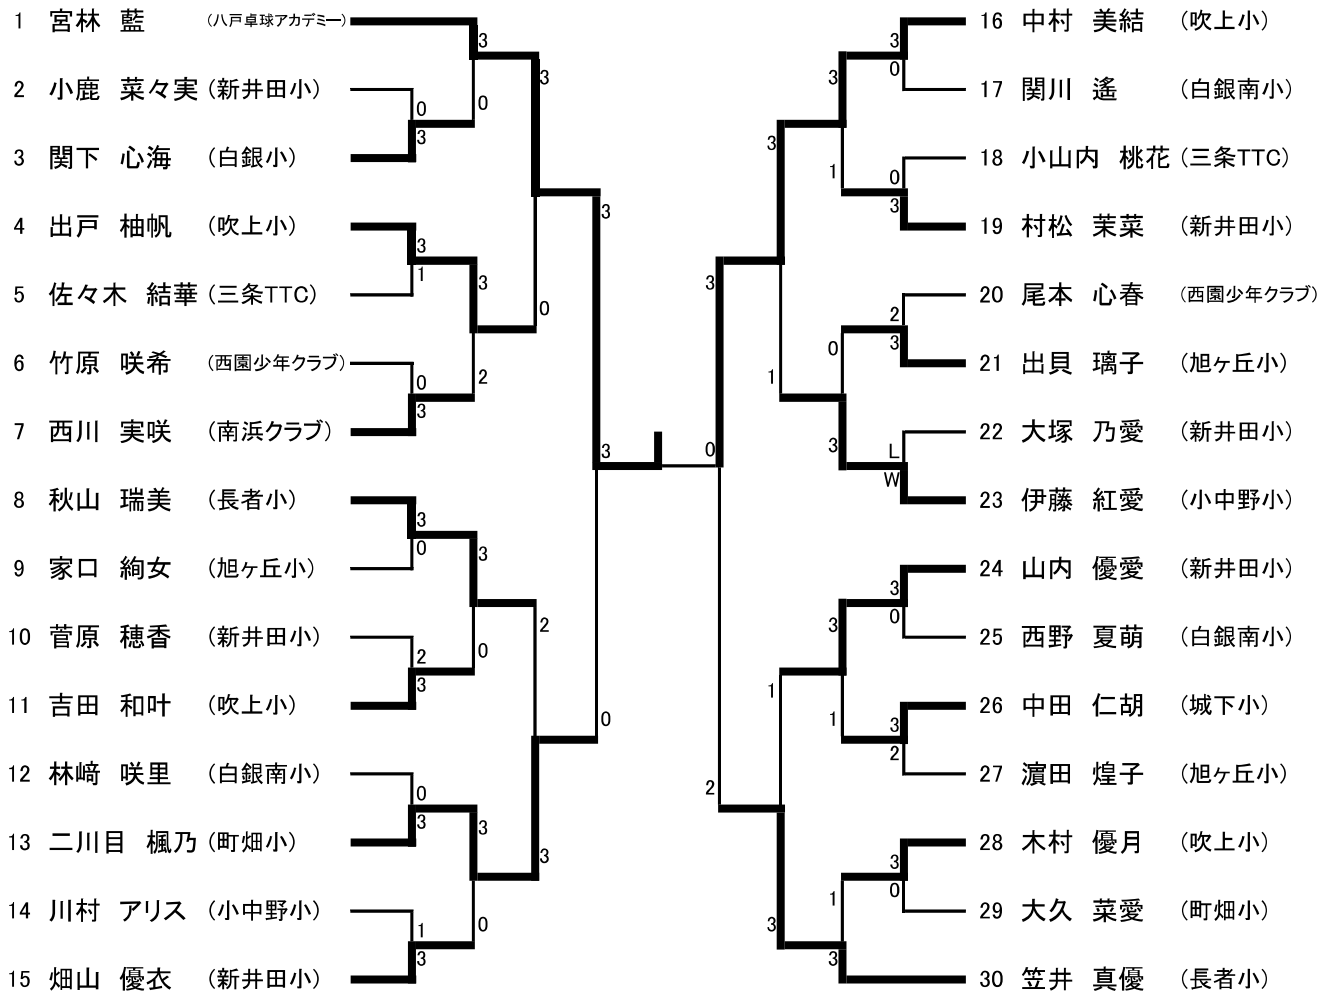 1 宮林 藍 (八戸卓球アカデミー)
2 小鹿 菜々実 (新井田小)
3 関下 心海 (白銀小)
4 出戸 柚帆 (吹上小)
5 佐々木 結華 (三条TTC)
6 竹原 咲希 (西園少年クラブ)
7 西川 実咲 (南浜クラブ)
8 秋山 瑞美 (長者小)
9 家口 絢女 (旭ヶ丘小)
10 菅原 穂香 (新井田小)
11 吉田 和叶 (吹上小)
12 林﨑 咲里 (白銀南小)
13 二川目 楓乃 (町畑小)
14 川村 アリス (小中野小)
15 畑山 優衣 (新井田小)
3
0
3
0
3
3
1
3
0
3
2
0
3
3
3
0
3
2
3
0
2
0
3
3
0
3
1
3
0
3
0
3
0
3
3
1
0
3
3
2
3
0
1
L
W
3
0
3
0
3
1
3
2
1
2
3
0
1
3
3
16 中村 美結 (吹上小)
17 関川 遙 (白銀南小)
18 小山内 桃花 (三条TTC)
19 村松 茉菜 (新井田小)
20 尾本 心春 (西園少年クラブ)
21 出貝 璃子 (旭ヶ丘小)
22 大塚 乃愛 (新井田小)
23 伊藤 紅愛 (小中野小)
24 山内 優愛 (新井田小)
25 西野 夏萌 (白銀南小)
26 中田 仁胡 (城下小)
27 濵田 煌子 (旭ヶ丘小)
28 木村 優月 (吹上小)
29 大久 菜愛 (町畑小)
30 笠井 真優 (長者小)